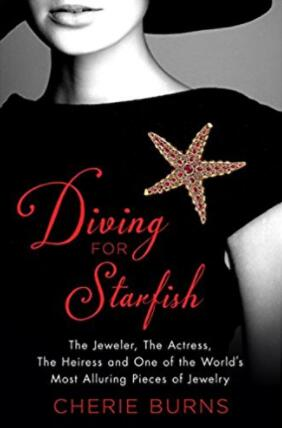 Diving
FOR
Starfish
The Jeweler, The Actress,
The Heiress and One of the World's
Most Alluring Pieces of Jewelry
CHERIE BURNS